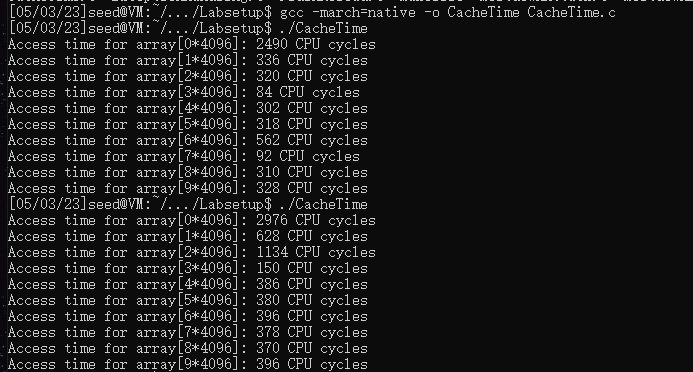 [05/03/23]seed@VM:~/.../Labsetup$ gcc -march=native -o CacheTime CacheTime.c
[05/03/23]seed@VM:~/.../Labsetup$ ./CacheTime
Access time for array[0*4096]: 2490 CPU cycles
Access time for array[1*4096]: 336 CPU cycles
Access time for array[2*4096]: 320 CPU cycles
Access time for array[3*4096]: 84 CPU cycles
Access time for array[4*4096]: 302 CPU cycles
Access time for array[5*4096]: 318 CPU cycles
Access time for array[6*4096]: 562 CPU cycles
Access time for array[7*4096]: 92 CPU cycles
Access time for array[8*4096]: 310 CPU cycles
Access time for array[9*4096]: 328 CPU cycles
[05/03/23]seed@VM:~/.../Labsetup$ ./CacheTime
Access time for array[0*4096]: 2976 CPU cycles
Access time for array[1*4096]: 628 CPU cycles
Access time for array[2*4096]: 1134 CPU cycles
Access time for array[3*4096]: 150 CPU cycles
Access time for array[4*4096]: 386 CPU cycles
Access time for array[5*4096]: 380 CPU cycles
Access time for array[6*4096]: 396 CPU cycles
Access time for array[7*4096]: 378 CPU cycles
Access time for array[8*4096]: 370 CPU cycles
Access time for array[9*4096]: 396 CPU cycles